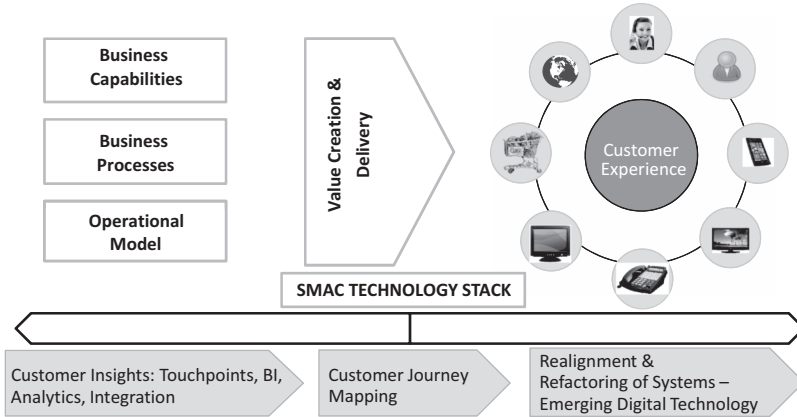 Business
Capabilities
Business
Processes
Operational
Model
Value Creation &
Delivery
Customer
Experience
SMAC TECHNOLOGY STACK
Customer Insights: Touchpoints, BI,
Analytics, Integration
Customer Journey
Mapping
Realignment &
Refactoring of Systems –
Emerging Digital Technology